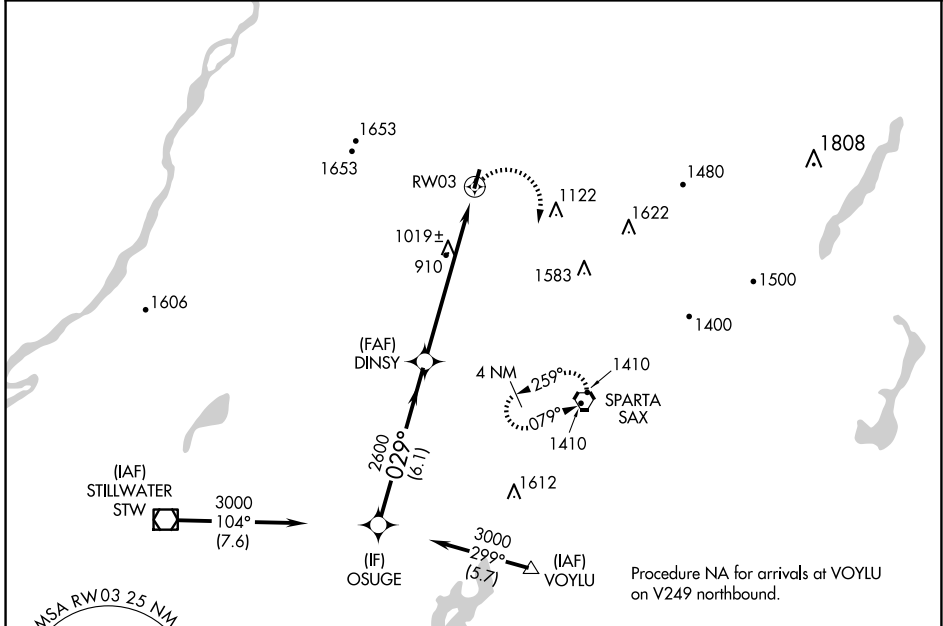 1653
1653
1808
RW03
1480
1122
1622
1019±
910
1583
1500
1606
1400
(FAF)
DINSY
4 NM
259°
1410
SPARTA
SAX
079°
1410
2600
029°
(6.1)
(IAF)
STILLWATER
STW
3000
104°
(7.6)
1612
(IF)
OSUGE
3000
299°
(5.7)
(IAF)
VOYLU
Procedure NA for arrivals at VOYLU
on V249 northbound.
MSA RW03 25 NM